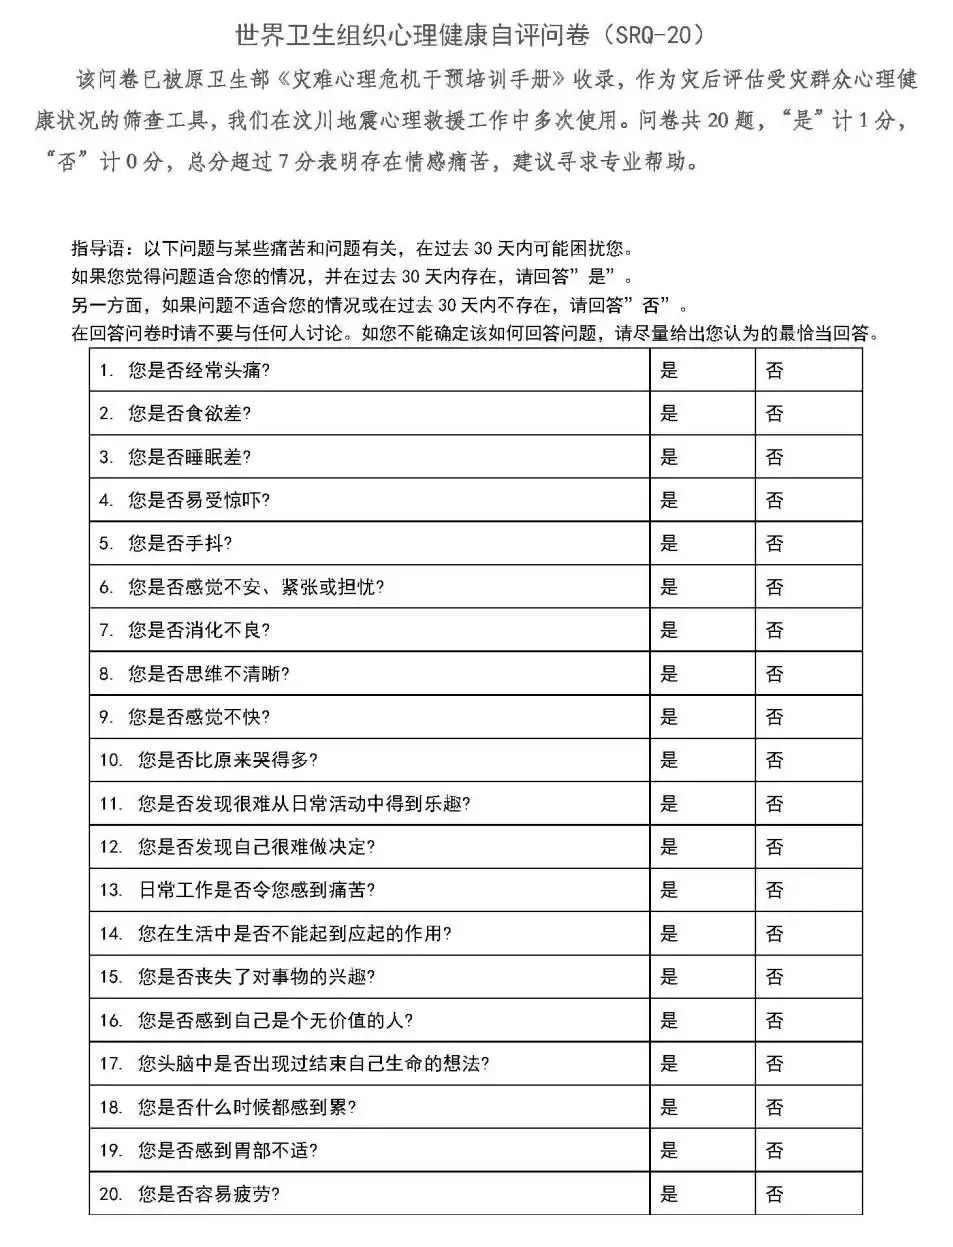 世界卫生组织心理健康自评问卷（SRQ-20）
该问卷已被原卫生部《灾难心理危机干预培训手册》收录，作为灾后评估受灾群众心理健
康状况的筛查工具，我们在汶川地震心理救援工作中多次使用。问卷共 20 题，“是”计 1 分，
“否”计 0 分，总分超过 7 分表明存在情感痛苦，建议寻求专业帮助。
指导语：以下问题与某些痛苦和问题有关，在过去 30 天内可能困扰您。
如果您觉得问题适合您的情况，并在过去 30 天内存在，请回答”是”。
另一方面，如果问题不适合您的情况或在过去 30 天内不存在，请回答”否”。
在回答问卷时请不要与任何人讨论。如您不能确定该如何回答问题，请尽量给出您认为的最恰当回答。
1. 您是否经常头痛? 是 否
2. 您是否食欲差? 是 否
3. 您是否睡眠差? 是 否
4. 您是否易受惊吓? 是 否
5. 您是否手抖? 是 否
6. 您是否感觉不安、紧张或担忧? 是 否
7. 您是否消化不良? 是 否
8. 您是否思维不清晰? 是 否
9. 您是否感觉不快? 是 否
10. 您是否比原来哭得多? 是 否
11. 您是否发现很难从日常活动中得到乐趣? 是 否
12. 您是否发现自己很难做决定? 是 否
13. 日常工作是否令您感到痛苦? 是 否
14. 您在生活中是否不能起到应起的作用? 是 否
15. 您是否丧失了对事物的兴趣? 是 否
16. 您是否感到自己是个无价值的人? 是 否
17. 您头脑中是否出现过结束自己生命的想法? 是 否
18. 您是否什么时候都感到累? 是 否
19. 您是否感到胃部不适? 是 否
20. 您是否容易疲劳? 是 否